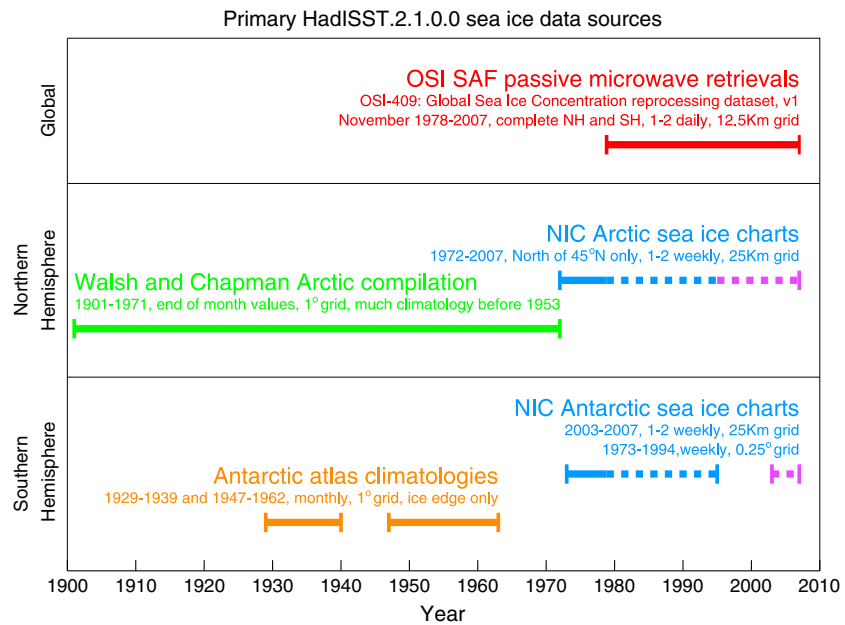 Primary HadISST.2.1.0.0 sea ice data sources
Global
OSI SAF passive microwave retrievals
OSI-409: Global Sea Ice Concentration reprocessing dataset, v1
November 1978-2007, complete NH and SH, 1-2 daily, 12.5Km grid
Northern
Hemisphere
NIC Arctic sea ice charts
1972-2007, North of 45°N only, 1-2 weekly, 25Km grid
Walsh and Chapman Arctic compilation
1901-1971, end of month values, 1° grid, much climatology before 1953
Southern
Hemisphere
NIC Antarctic sea ice charts
2003-2007, 1-2 weekly, 25Km grid
1973-1994,weekly, 0.25° grid
Antarctic atlas climatologies
1929-1939 and 1947-1962, monthly, 1° grid, ice edge only
1900 1910 1920 1930 1940 1950 1960 1970 1980 1990 2000 2010
Year